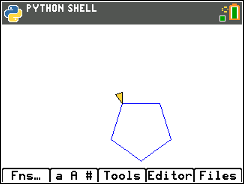 PYTHON SHELL
Fns… a A # Tools Editor Files